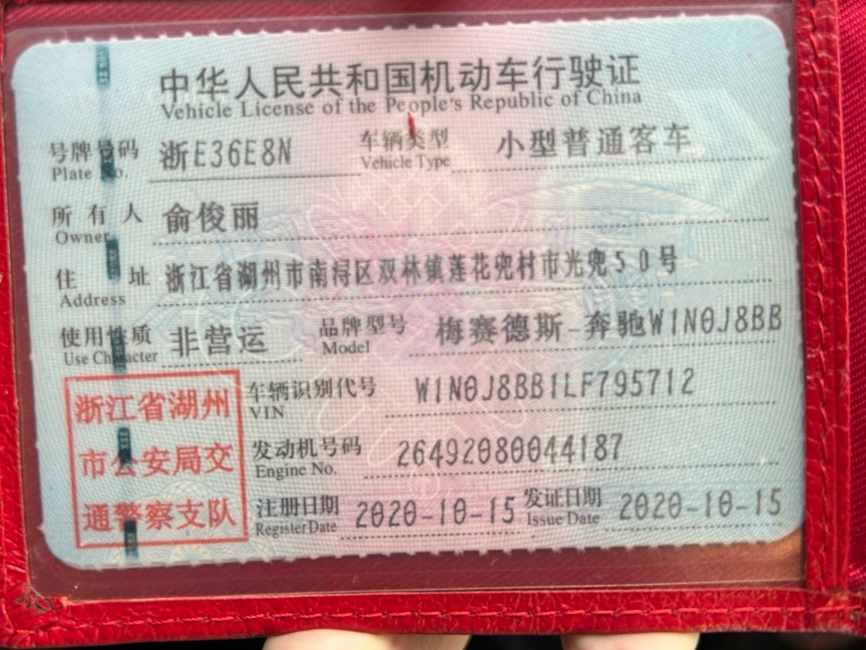 中华人民共和国机动车行驶证
Vehicle License of the People's Republic of China
号牌号码 浙E36E8N 车辆类型 小型普通客车
Plate No. Vehicle Type
所有人 俞俊丽
Owner
住址 浙江省湖州市南浔区双林镇莲花兜村市光兜50号
Address
使用性质 非营运 品牌型号 梅赛德斯-奔驰W1N0J8BB
Use Character Model
浙江省湖州 车辆识别代号 W1N0J8BB1LF795712
VIN
市公安局交 发动机号码 26492080044187
Engine No.
通警察支队 注册日期 2020-10-15 发证日期 2020-10-15
Register Date Issue Date